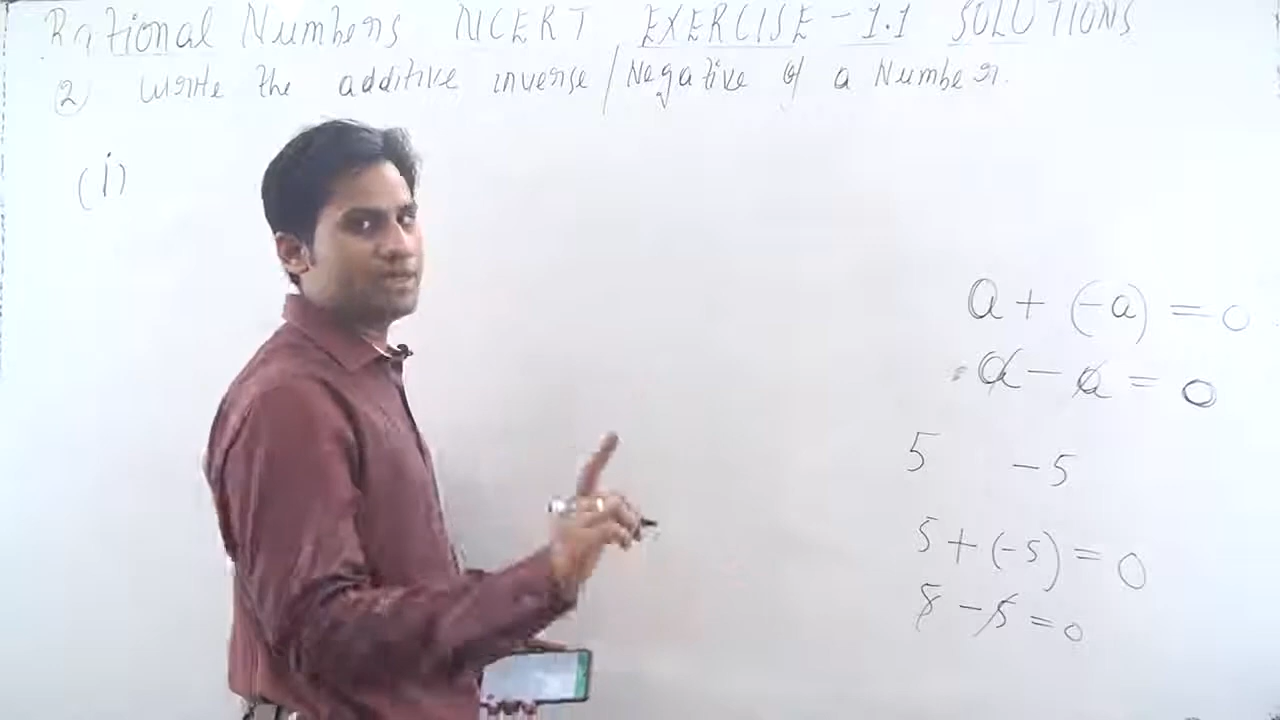 Rational Numbers NCERT EXERCISE-1.1 SOLUTIONS
2) Write the additive inverse/Negative of a Number.
(i)
a + (-a) = 0
a - a = 0
5 -5
5 + (-5) = 0
5 - 5 = 0